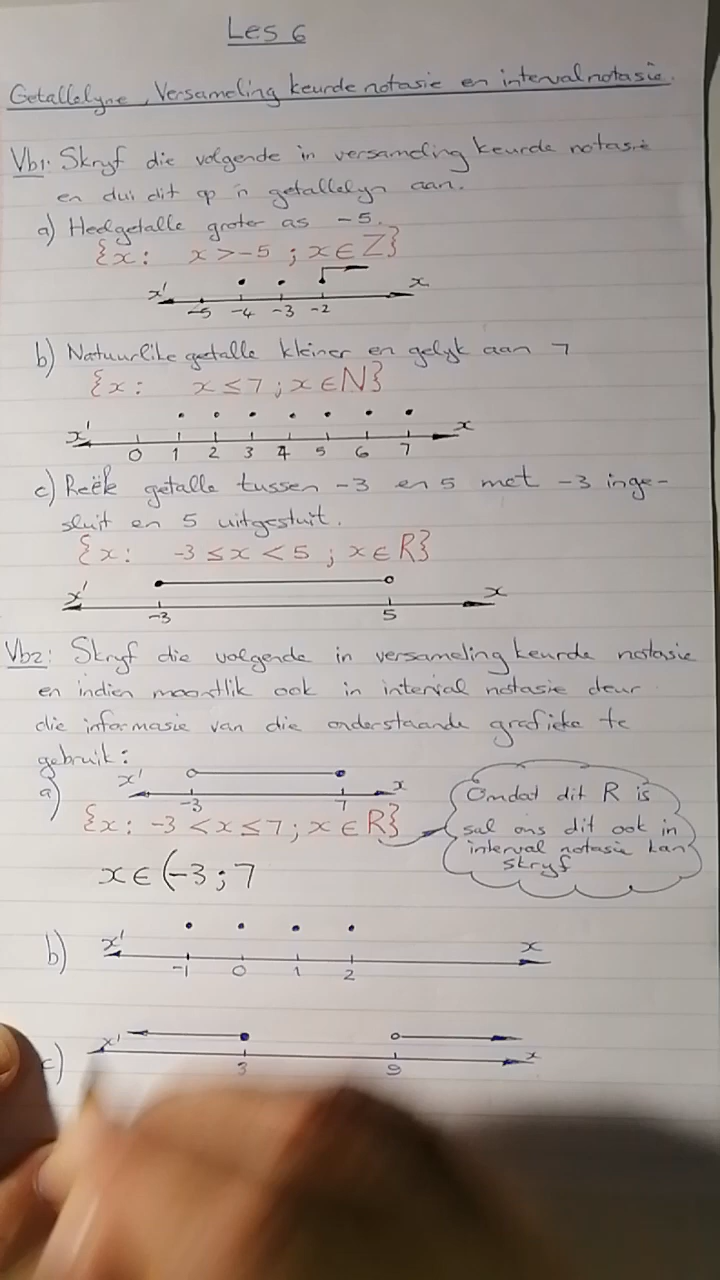 Les 6
Getallelyne, Versameling keurde notasie en intervalnotasie.
Vb1: Skryf die volgende in versameling keurde notasie
en dui dit op 'n getallelyn aan.
a) Heelgetalle groter as -5.
{x: x > -5 ; x ∈ Z}
x' x
-5 -4 -3 -2
b) Natuurlike getalle kleiner en gelyk aan 7
{x: x ≤ 7 ; x ∈ N}
x' x
0 1 2 3 4 5 6 7
c) Reële getalle tussen -3 en 5 met -3 inge-
sluit en 5 uitgesluit.
{x: -3 ≤ x < 5 ; x ∈ R}
x' x
-3 5
Vb2: Skryf die volgende in versameling keurde notasie
en indien moontlik ook in interval notasie deur
die informasie van die onderstaande grafieke te
gebruik:
a) x' x
-3 7
{x: -3 < x ≤ 7 ; x ∈ R}
Omdat dit R is
sal ons dit ook in
interval notasie kan
skryf
x ∈ (-3 ; 7
b) x' x
-1 0 1 2
c) x' x
3 9